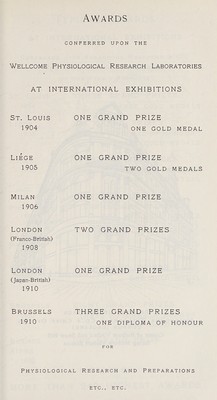 AWARDS
CONFERRED UPON THE
WELLCOME PHYSIOLOGICAL RESEARCH LABORATORIES
AT INTERNATIONAL EXHIBITIONS
ST. LOUIS ONE GRAND PRIZE
1904 ONE GOLD MEDAL
LIÉGE ONE GRAND PRIZE
1905 TWO GOLD MEDALS
MILAN ONE GRAND PRIZE
1906
LONDON TWO GRAND PRIZES
(Franco-British)
1908
LONDON ONE GRAND PRIZE
(Japan-British)
1910
BRUSSELS THREE GRAND PRIZES
1910 ONE DIPLOMA OF HONOUR
FOR
PHYSIOLOGICAL RESEARCH AND PREPARATIONS
ETC., ETC.